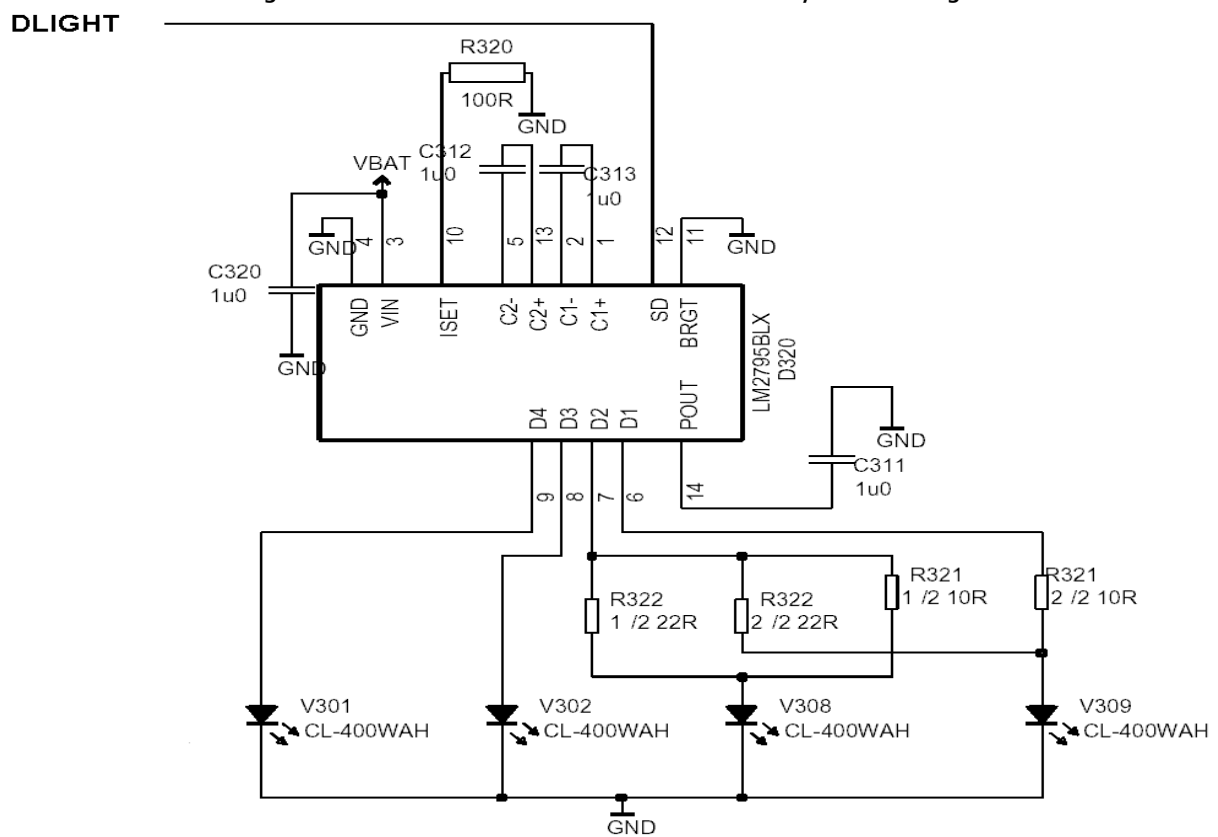 DLIGHT
R320
100R
GND
C312
1u0
C313
1u0
VBAT
GND
4
3
10
5
13
2
1
12
11
GND
C320
1u0
GND
GND
VIN
ISET
C2-
C2+
C1-
C1+
SD
BRGT
LM2795BLX
D320
D4
D3
D2
D1
POUT
GND
C311
1u0
9
8
7
6
14
R322
1 /2 22R
R322
2 /2 22R
R321
1 /2 10R
R321
2 /2 10R
V301
CL-400WAH
V302
CL-400WAH
V308
CL-400WAH
V309
CL-400WAH
GND